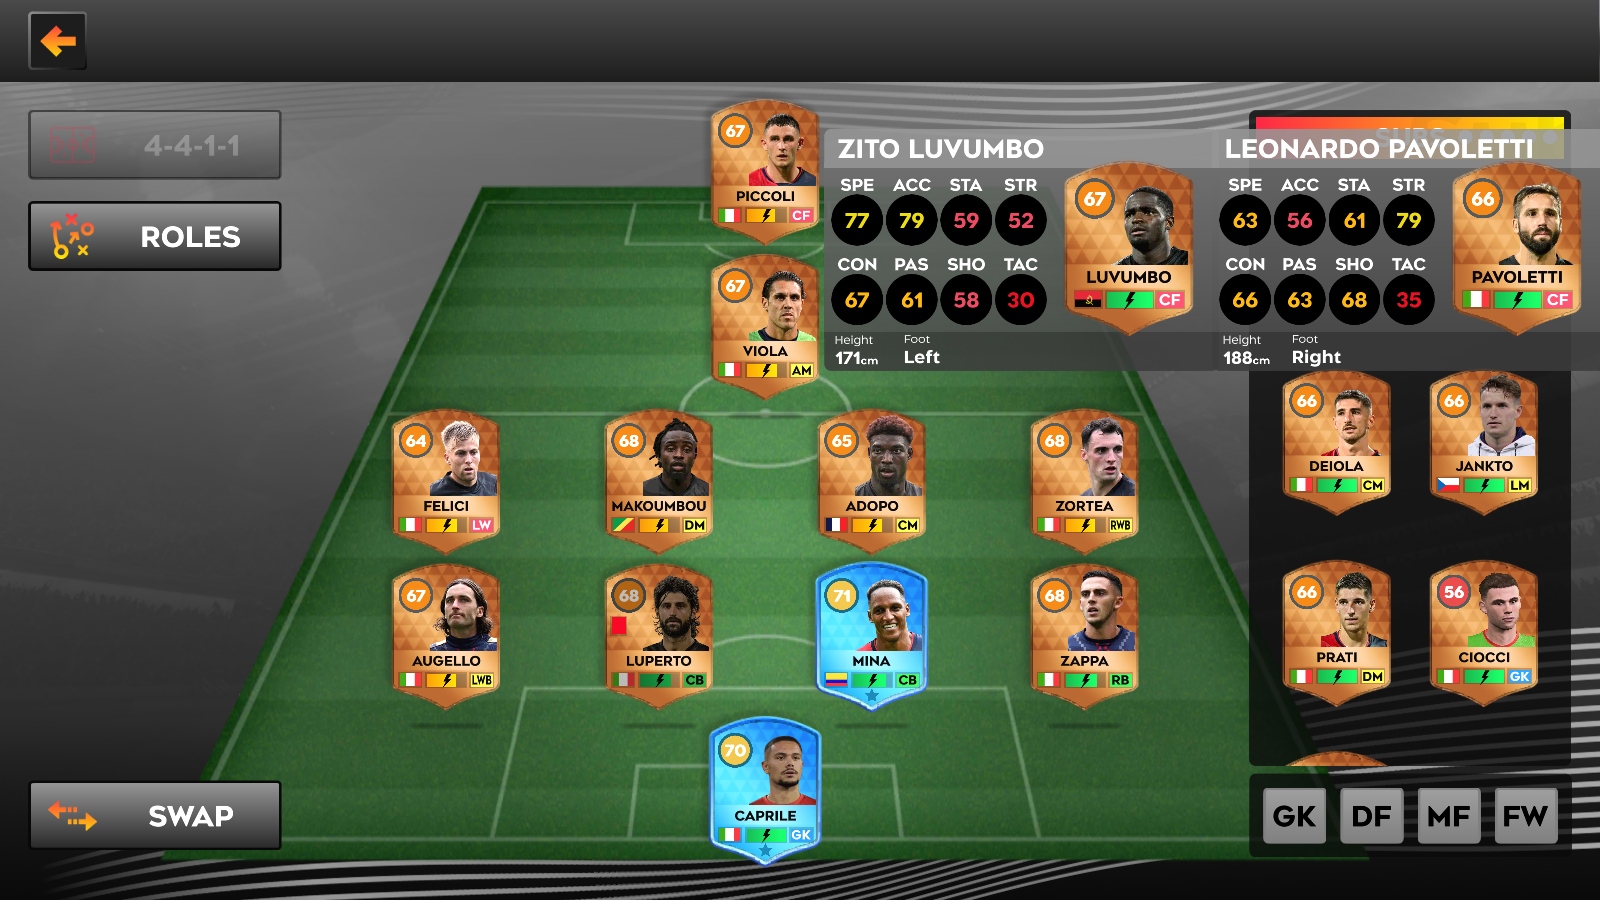 4-4-1-1
ROLES
SWAP
67
PICCOLI
CF
67
VIOLA
AM
64
FELICI
LW
68
MAKOUMBOU
DM
65
ADOPO
CM
68
ZORTEA
RWB
67
AUGELLO
LWB
68
LUPERTO
CB
71
MINA
CB
68
ZAPPA
RB
70
CAPRILE
GK
ZITO LUVUMBO
SPE ACC STA STR
77 79 59 52
CON PAS SHO TAC
67 61 58 30
Height Foot
171cm Left
67
LUVUMBO
CF
SUBS
LEONARDO PAVOLETTI
SPE ACC STA STR
63 56 61 79
CON PAS SHO TAC
66 63 68 35
Height Foot
188cm Right
66
PAVOLETTI
CF
66
DEIOLA
CM
66
JANKTO
LM
66
PRATI
DM
56
CIOCCI
GK
GK DF MF FW